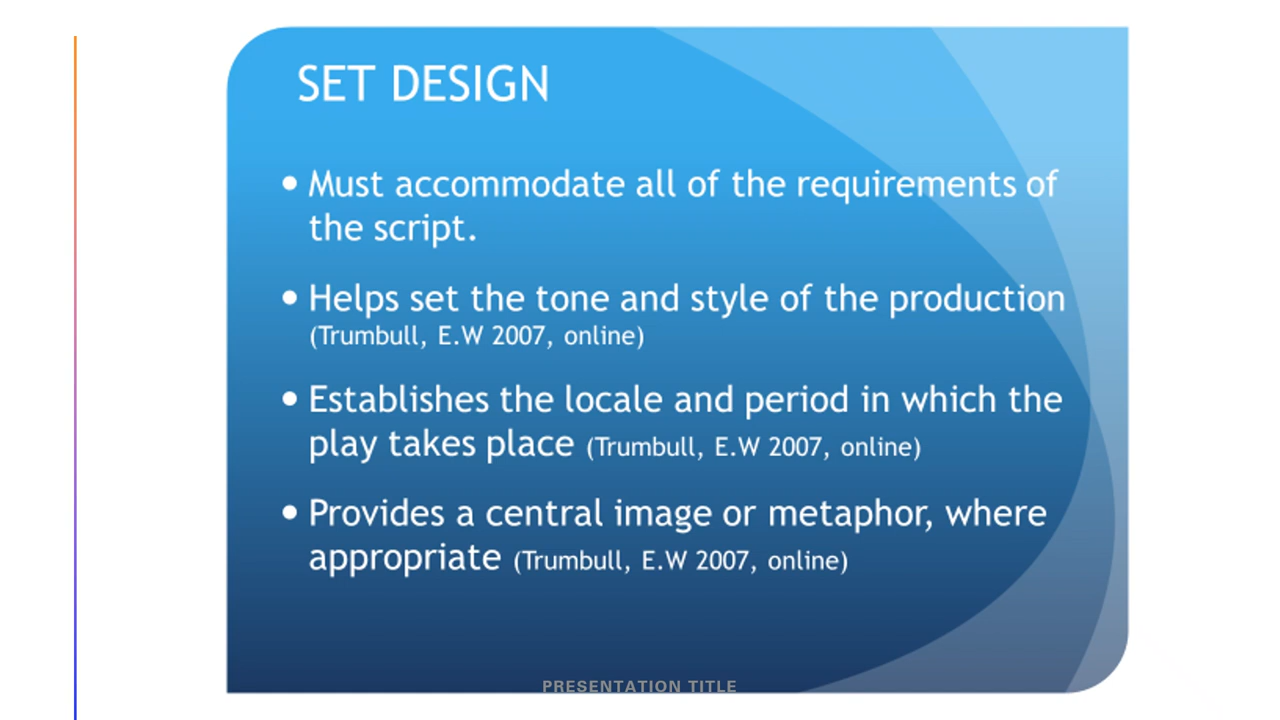 SET DESIGN
• Must accommodate all of the requirements of
the script.
• Helps set the tone and style of the production
(Trumbull, E.W 2007, online)
• Establishes the locale and period in which the
play takes place (Trumbull, E.W 2007, online)
• Provides a central image or metaphor, where
appropriate (Trumbull, E.W 2007, online)
PRESENTATION TITLE